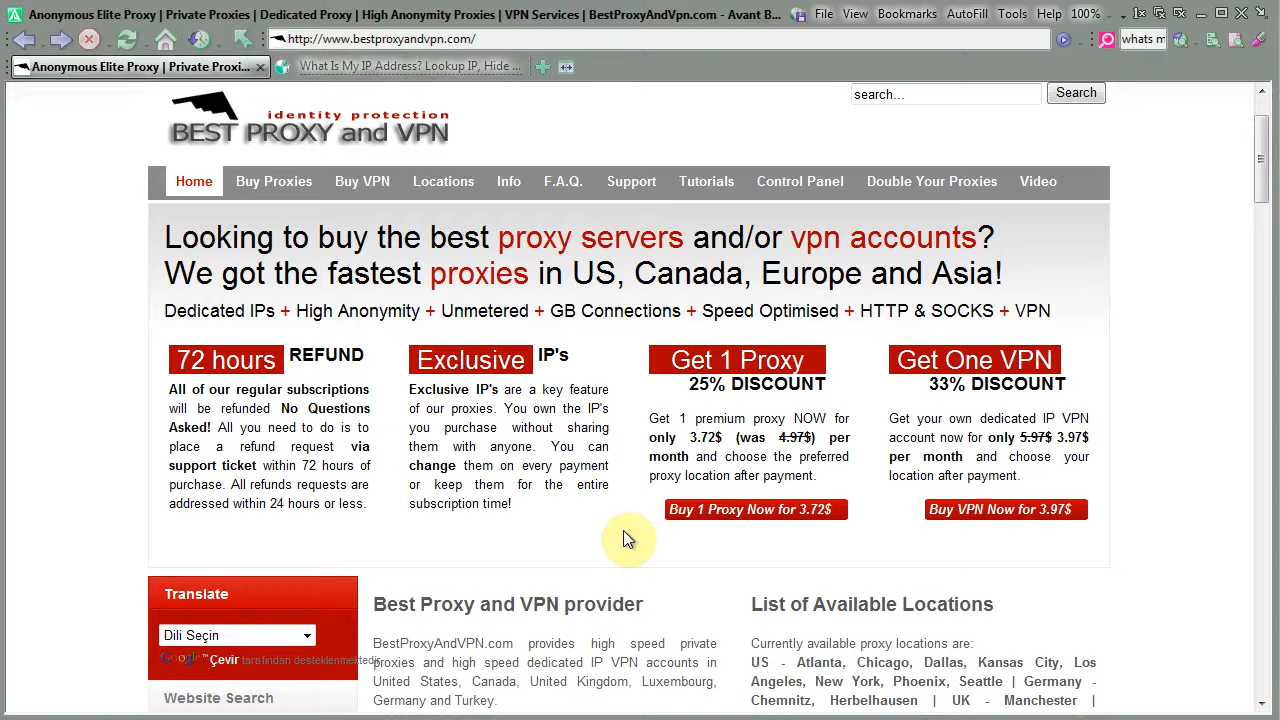 Anonymous Elite Proxy | Private Proxies | Dedicated Proxy | High Anonymity Proxies | VPN Services | BestProxyAndVpn.com - Avant B...
File View Bookmarks AutoFill Tools Help 100%
http://www.bestproxyandvpn.com/
whats m
Anonymous Elite Proxy | Private Proxi...
What Is My IP Address? Lookup IP, Hide ...
identity protection
BEST PROXY and VPN
search...
Search
Home Buy Proxies Buy VPN Locations Info F.A.Q. Support Tutorials Control Panel Double Your Proxies Video
Looking to buy the best proxy servers and/or vpn accounts?
We got the fastest proxies in US, Canada, Europe and Asia!
Dedicated IPs + High Anonymity + Unmetered + GB Connections + Speed Optimised + HTTP & SOCKS + VPN
72 hours REFUND
All of our regular subscriptions
will be refunded No Questions
Asked! All you need to do is to
place a refund request via
support ticket within 72 hours of
purchase. All refunds requests are
addressed within 24 hours or less.
Exclusive IP's
Exclusive IP's are a key feature
of our proxies. You own the IP's
you purchase without sharing
them with anyone. You can
change them on every payment
or keep them for the entire
subscription time!
Get 1 Proxy
25% DISCOUNT
Get 1 premium proxy NOW for
only 3.72$ (was 4.97$) per
month and choose the preferred
proxy location after payment.
Buy 1 Proxy Now for 3.72$
Get One VPN
33% DISCOUNT
Get your own dedicated IP VPN
account now for only 5.97$ 3.97$
per month and choose your
location after payment.
Buy VPN Now for 3.97$
Translate
Dili Seçin
Google™ Çevir tarafından desteklenmektedir
Website Search
Best Proxy and VPN provider
BestProxyAndVPN.com provides high speed private
proxies and high speed dedicated IP VPN accounts in
United States, Canada, United Kingdom, Luxembourg,
Germany and Turkey.
List of Available Locations
Currently available proxy locations are:
US - Atlanta, Chicago, Dallas, Kansas City, Los
Angeles, New York, Phoenix, Seattle | Germany -
Chemnitz, Herbelhausen | UK - Manchester |